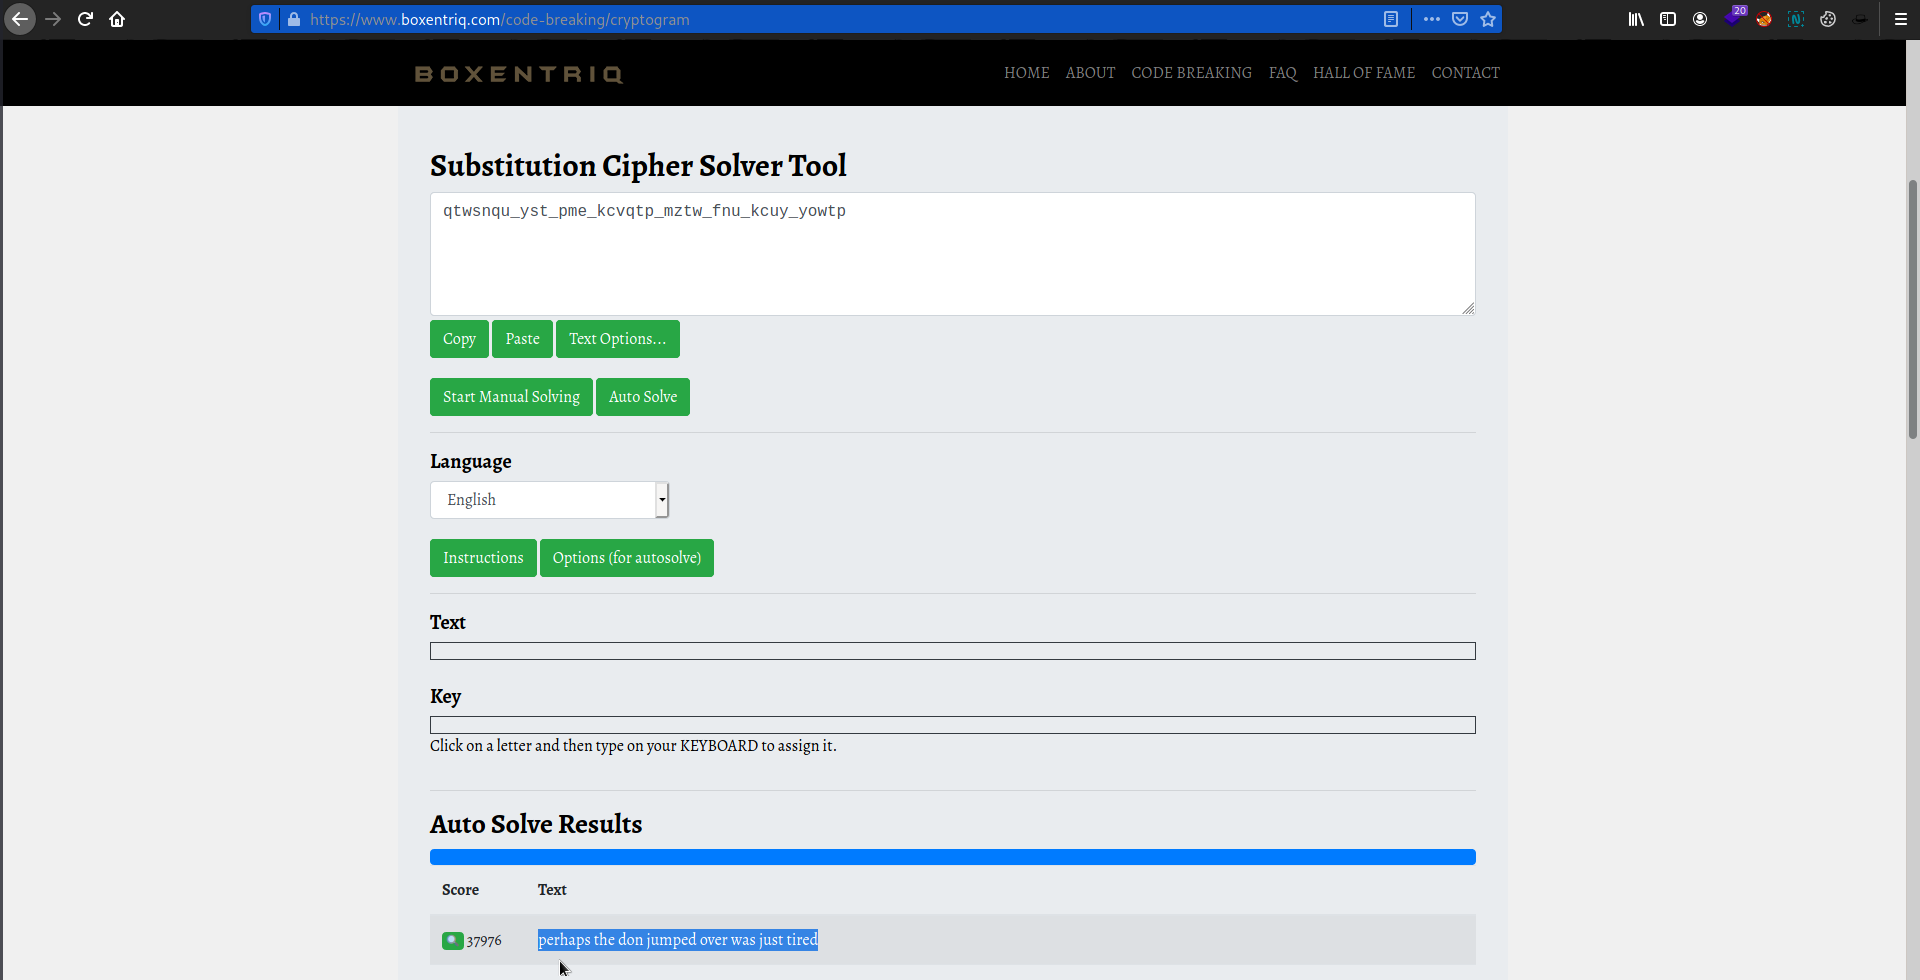 https://www.boxentriq.com/code-breaking/cryptogram
20
BOXENTRIQ
HOME ABOUT CODE BREAKING FAQ HALL OF FAME CONTACT
Substitution Cipher Solver Tool
qtwsnqu_yst_pme_kcvqtp_mztw_fnu_kcuy_yowtp
Copy Paste Text Options...
Start Manual Solving Auto Solve
Language
English
Instructions Options (for autosolve)
Text
Key
Click on a letter and then type on your KEYBOARD to assign it.
Auto Solve Results
Score Text
37976 perhaps the don jumped over was just tired